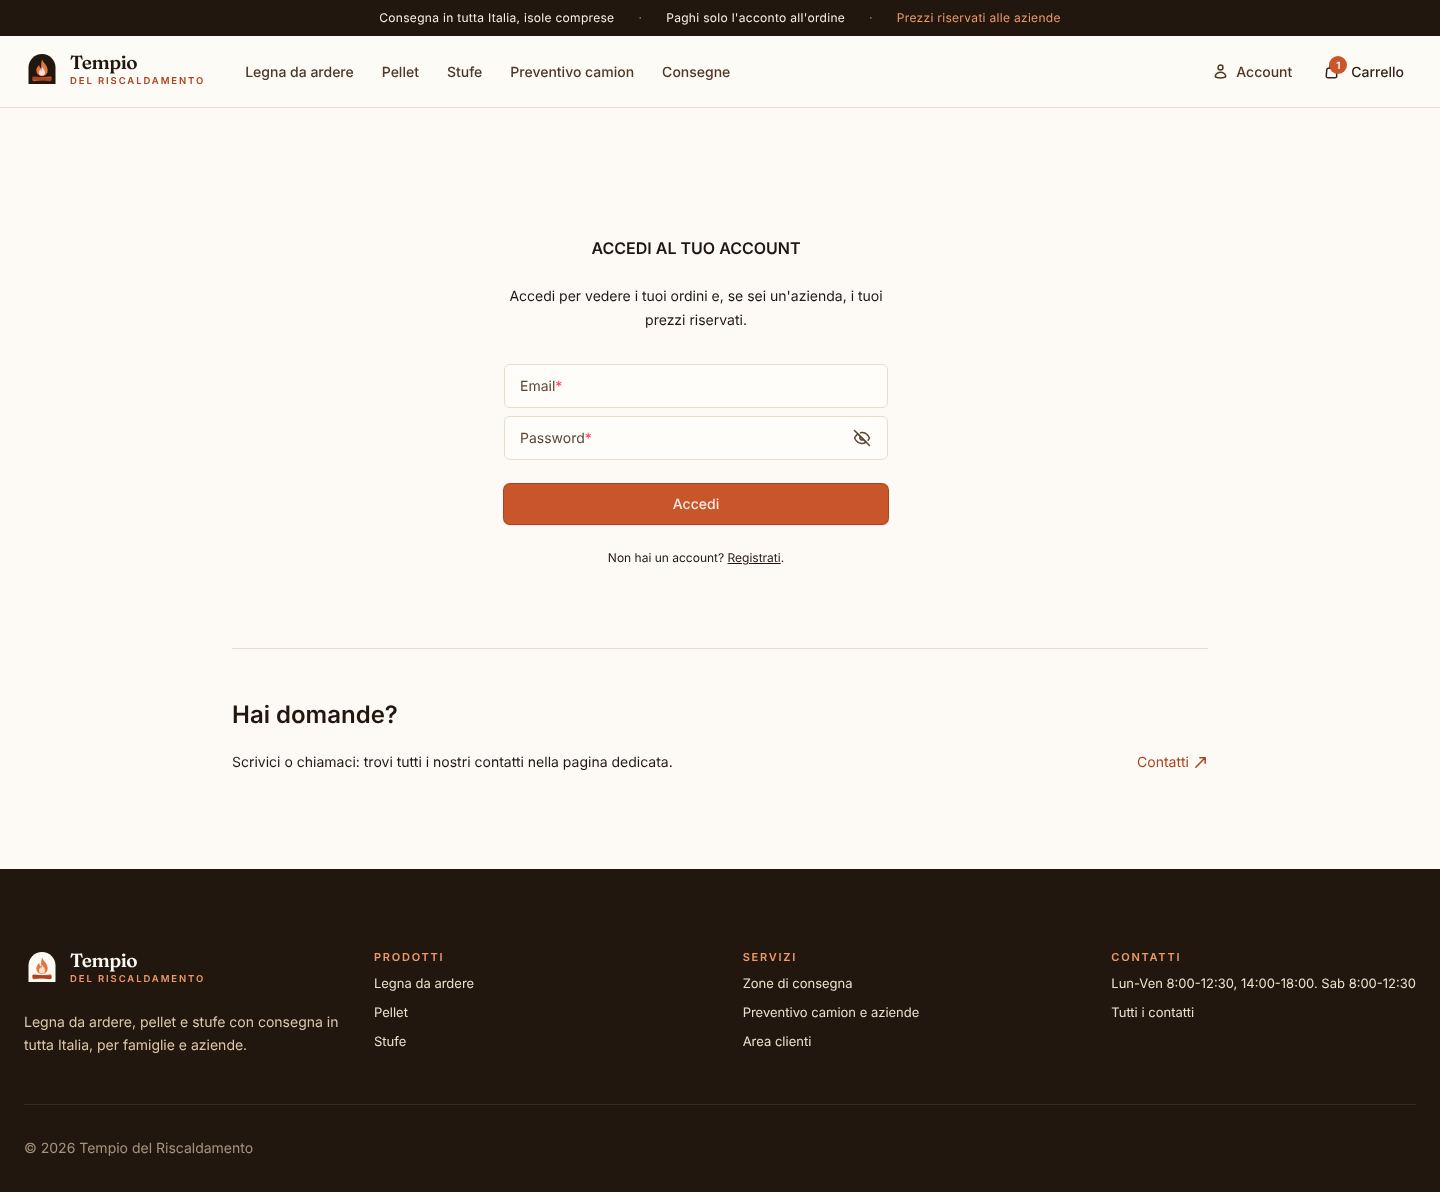 Consegna in tutta Italia, isole comprese · Paghi solo l'acconto all'ordine · Prezzi riservati alle aziende
Tempio
DEL RISCALDAMENTO
Legna da ardere Pellet Stufe Preventivo camion Consegne
Account 1 Carrello
ACCEDI AL TUO ACCOUNT
Accedi per vedere i tuoi ordini e, se sei un'azienda, i tuoi
prezzi riservati.
Email*
Password*
Accedi
Non hai un account? Registrati.
Hai domande?
Scrivici o chiamaci: trovi tutti i nostri contatti nella pagina dedicata.
Contatti
Tempio
DEL RISCALDAMENTO
Legna da ardere, pellet e stufe con consegna in
tutta Italia, per famiglie e aziende.
PRODOTTI
Legna da ardere
Pellet
Stufe
SERVIZI
Zone di consegna
Preventivo camion e aziende
Area clienti
CONTATTI
Lun-Ven 8:00-12:30, 14:00-18:00. Sab 8:00-12:30
Tutti i contatti
© 2026 Tempio del Riscaldamento